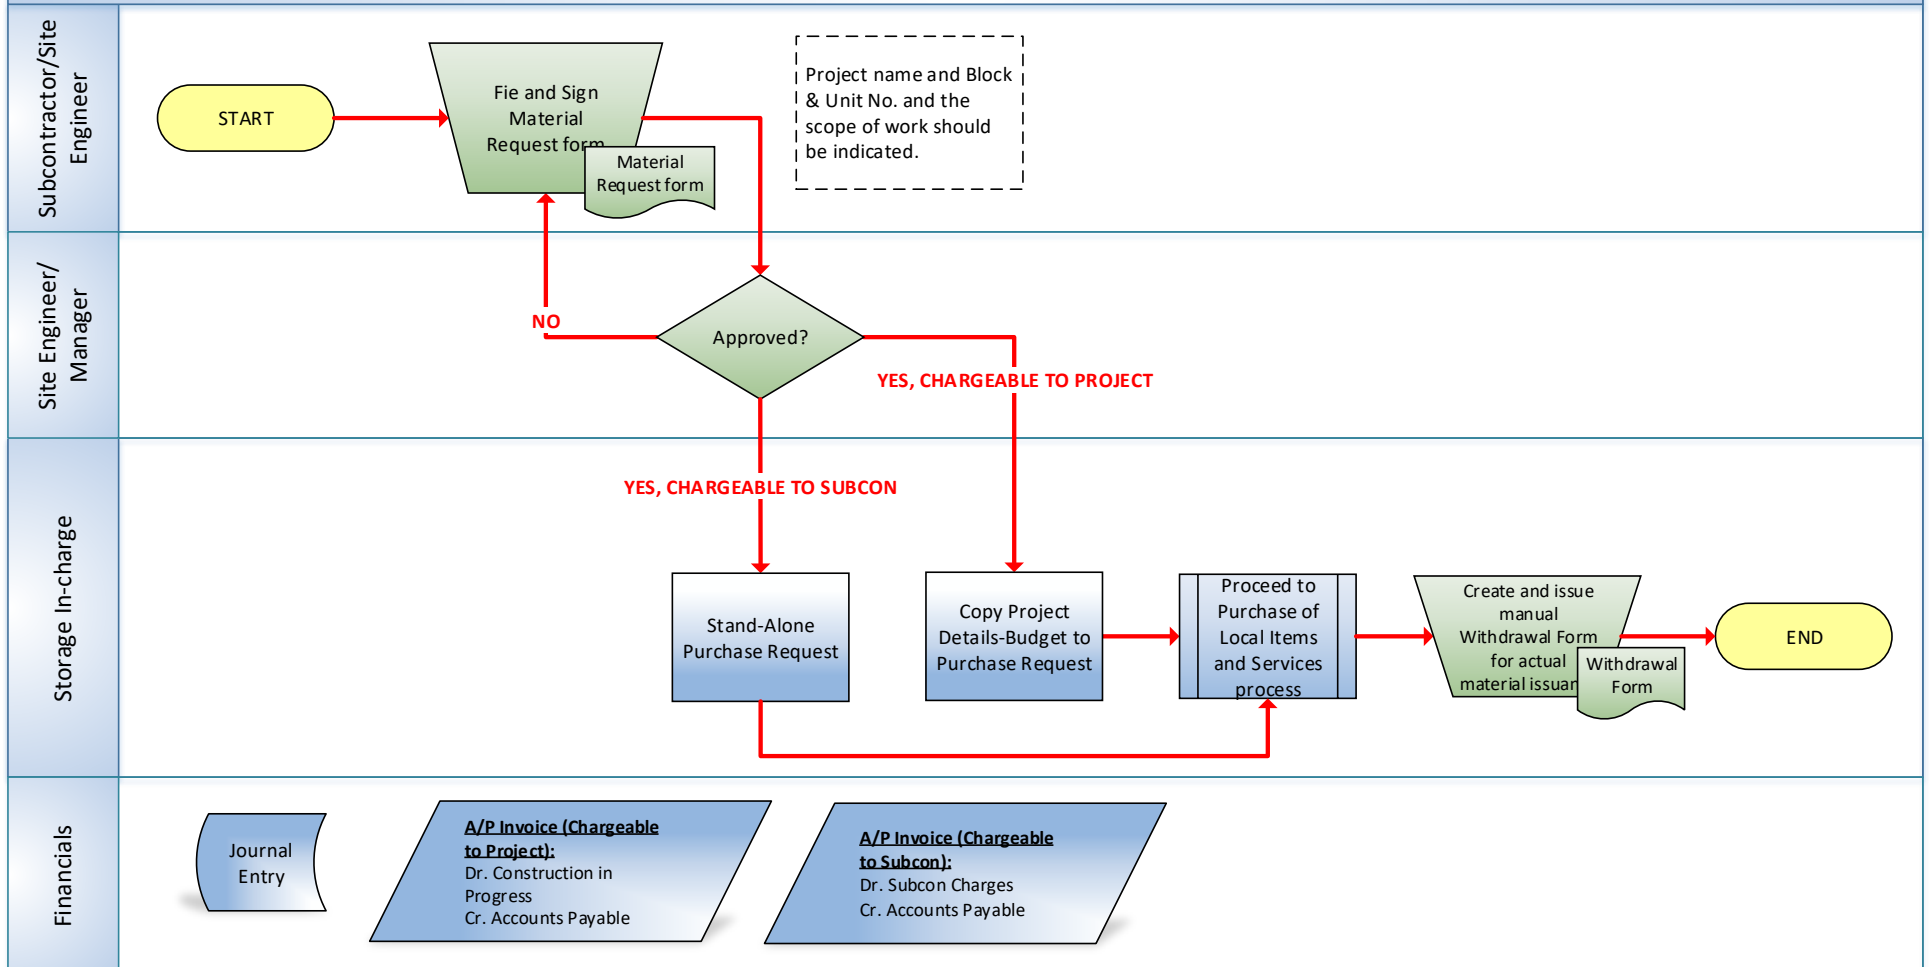 Subcontractor/Site
Engineer
START
Fie and Sign
Material
Request form
Material
Request form
Project name and Block
& Unit No. and the
scope of work should
be indicated.
Site Engineer/
Manager
NO
Approved?
YES, CHARGEABLE TO PROJECT
Storage In-charge
YES, CHARGEABLE TO SUBCON
Stand-Alone
Purchase Request
Copy Project
Details-Budget to
Purchase Request
Proceed to
Purchase of
Local Items
and Services
process
Create and issue
manual
Withdrawal Form
for actual
material issuan
Withdrawal
Form
END
Financials
Journal
Entry
A/P Invoice (Chargeable
to Project):
Dr. Construction in
Progress
Cr. Accounts Payable
A/P Invoice (Chargeable
to Subcon):
Dr. Subcon Charges
Cr. Accounts Payable